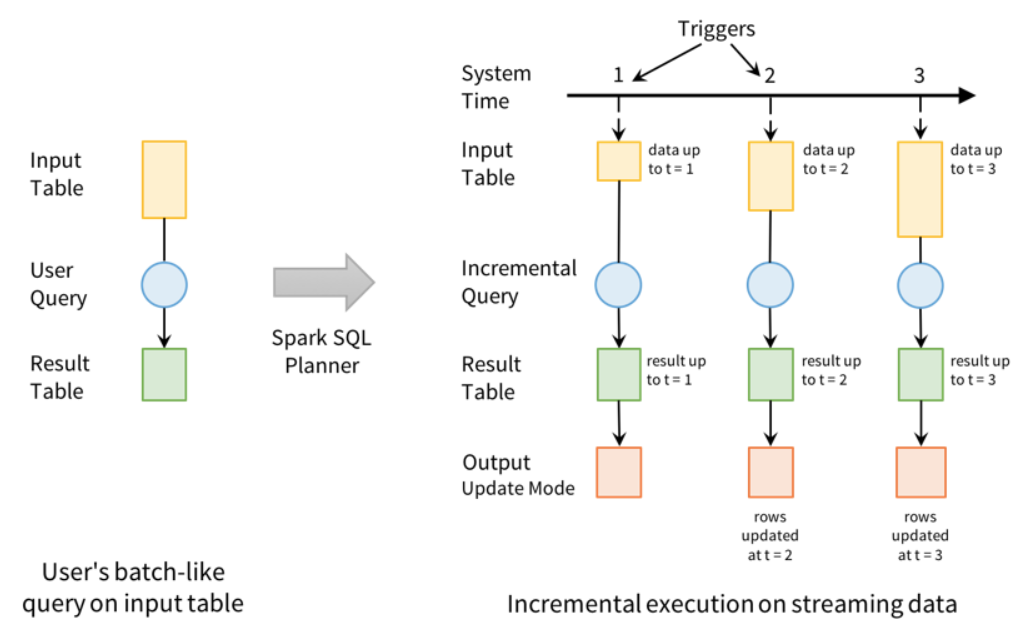 Triggers
System
Time
1
2
3
Input
Table
Input
Table
data up
to t = 1
data up
to t = 2
data up
to t = 3
User
Query
Spark SQL
Planner
Incremental
Query
Result
Table
Result
Table
result up
to t = 1
result up
to t = 2
result up
to t = 3
Output
Update Mode
rows
updated
at t = 2
rows
updated
at t = 3
User's batch-like
query on input table
Incremental execution on streaming data